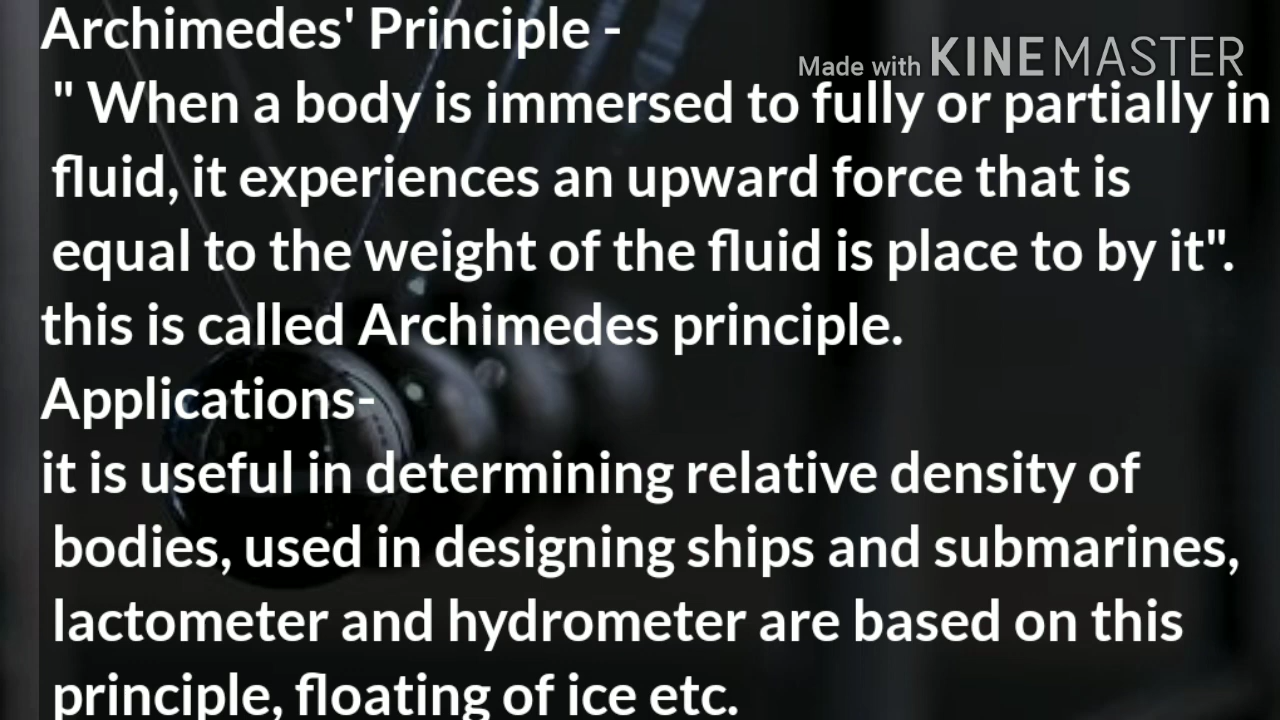 Archimedes' Principle -
Made with KINEMASTER
" When a body is immersed to fully or partially in
fluid, it experiences an upward force that is
equal to the weight of the fluid is place to by it".
this is called Archimedes principle.
Applications-
it is useful in determining relative density of
bodies, used in designing ships and submarines,
lactometer and hydrometer are based on this
principle, floating of ice etc.